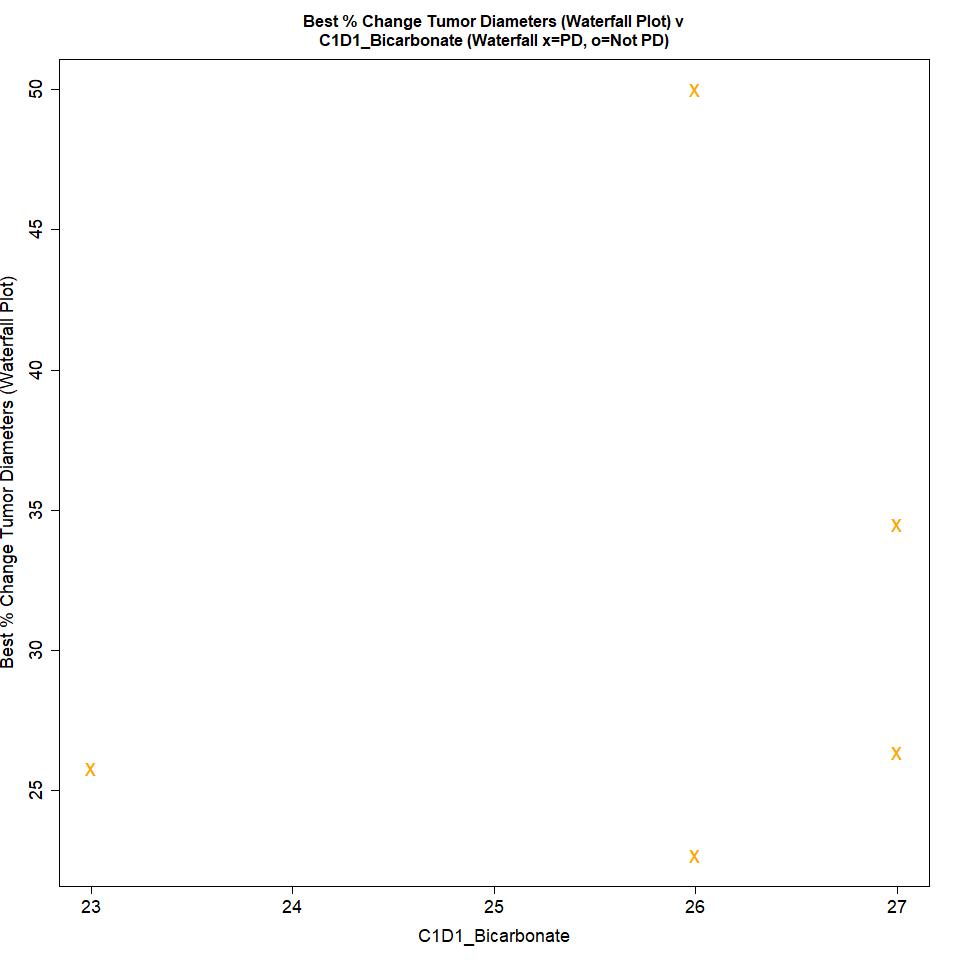 Best % Change Tumor Diameters (Waterfall Plot) v
C1D1_Bicarbonate (Waterfall x=PD, o=Not PD)
Best % Change Tumor Diameters (Waterfall Plot)
50
45
40
35
30
25
X
X
X
X
X
23 24 25 26 27
C1D1_Bicarbonate